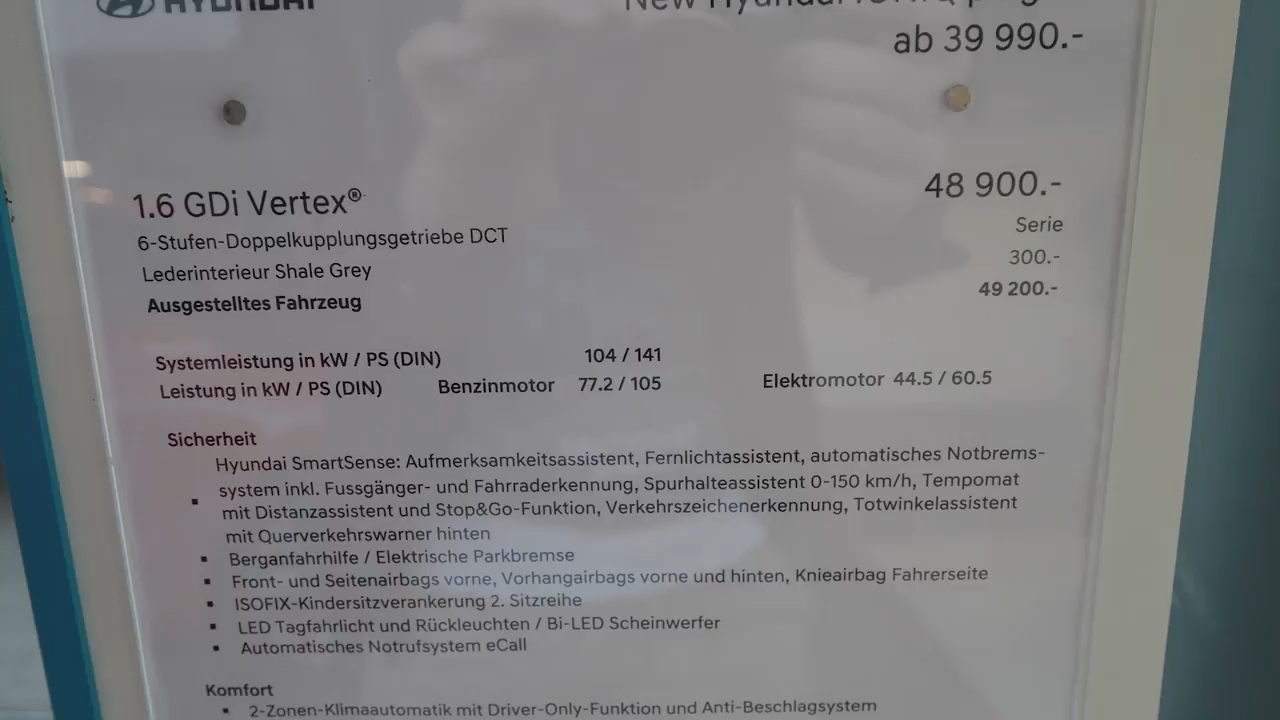 HYUNDAI
New Hyundai IONIQ plug
ab 39 990.-
1.6 GDi Vertex® 48 900.-
6-Stufen-Doppelkupplungsgetriebe DCT Serie
Lederinterieur Shale Grey 300.-
Ausgestelltes Fahrzeug 49 200.-
Systemleistung in kW / PS (DIN) 104 / 141
Leistung in kW / PS (DIN) Benzinmotor 77.2 / 105 Elektromotor 44.5 / 60.5
Sicherheit
Hyundai SmartSense: Aufmerksamkeitsassistent, Fernlichtassistent, automatisches Notbrems-
▪ system inkl. Fussgänger- und Fahrraderkennung, Spurhalteassistent 0-150 km/h, Tempomat
mit Distanzassistent und Stop&Go-Funktion, Verkehrszeichenerkennung, Totwinkelassistent
mit Querverkehrswarner hinten
▪ Berganfahrhilfe / Elektrische Parkbremse
▪ Front- und Seitenairbags vorne, Vorhangairbags vorne und hinten, Knieairbag Fahrerseite
▪ ISOFIX-Kindersitzverankerung 2. Sitzreihe
▪ LED Tagfahrlicht und Rückleuchten / Bi-LED Scheinwerfer
▪ Automatisches Notrufsystem eCall
Komfort
▪ 2-Zonen-Klimaautomatik mit Driver-Only-Funktion und Anti-Beschlagsystem